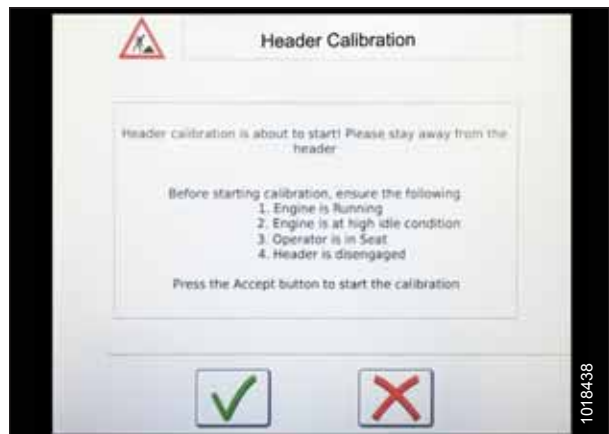 Header Calibration
Header calibration is about to start! Please stay away from the
header
Before starting calibration, ensure the following
1. Engine is Running
2. Engine is at high idle condition
3. Operator is in Seat
4. Header is disengaged
Press the Accept button to start the calibration
1018438